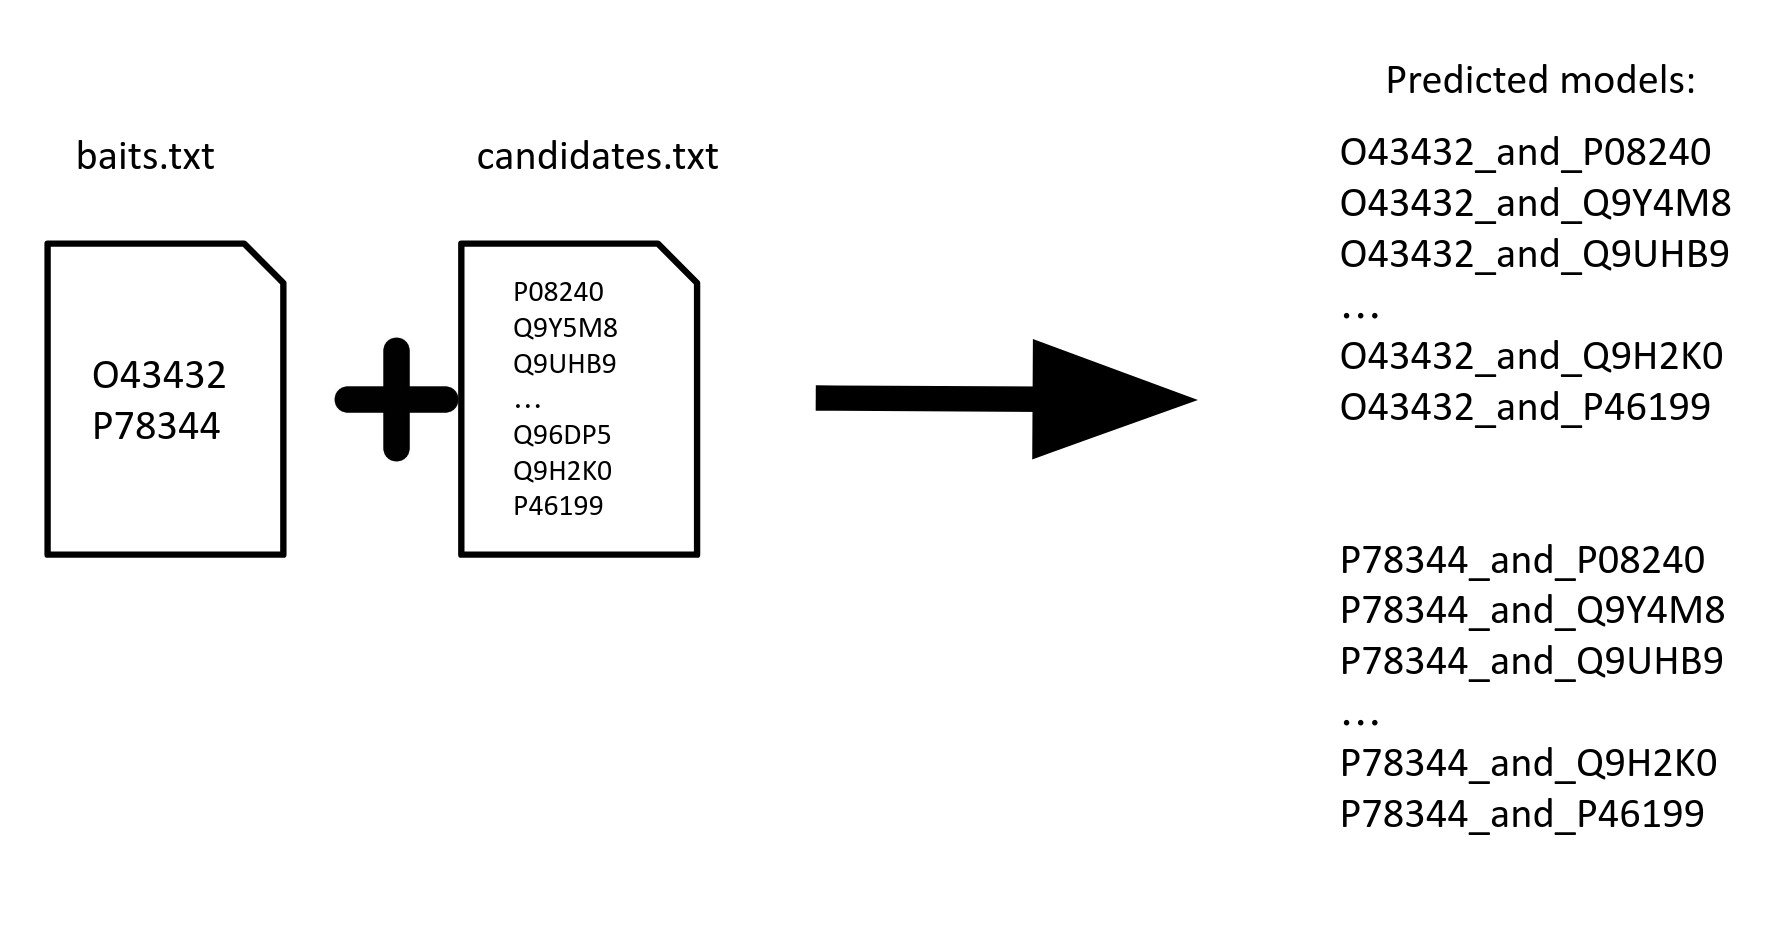 baits.txt
O43432
P78344
candidates.txt
P08240
Q9Y5M8
Q9UHB9
...
Q96DP5
Q9H2K0
P46199
Predicted models:
O43432_and_P08240
O43432_and_Q9Y4M8
O43432_and_Q9UHB9
...
O43432_and_Q9H2K0
O43432_and_P46199
P78344_and_P08240
P78344_and_Q9Y4M8
P78344_and_Q9UHB9
...
P78344_and_Q9H2K0
P78344_and_P46199